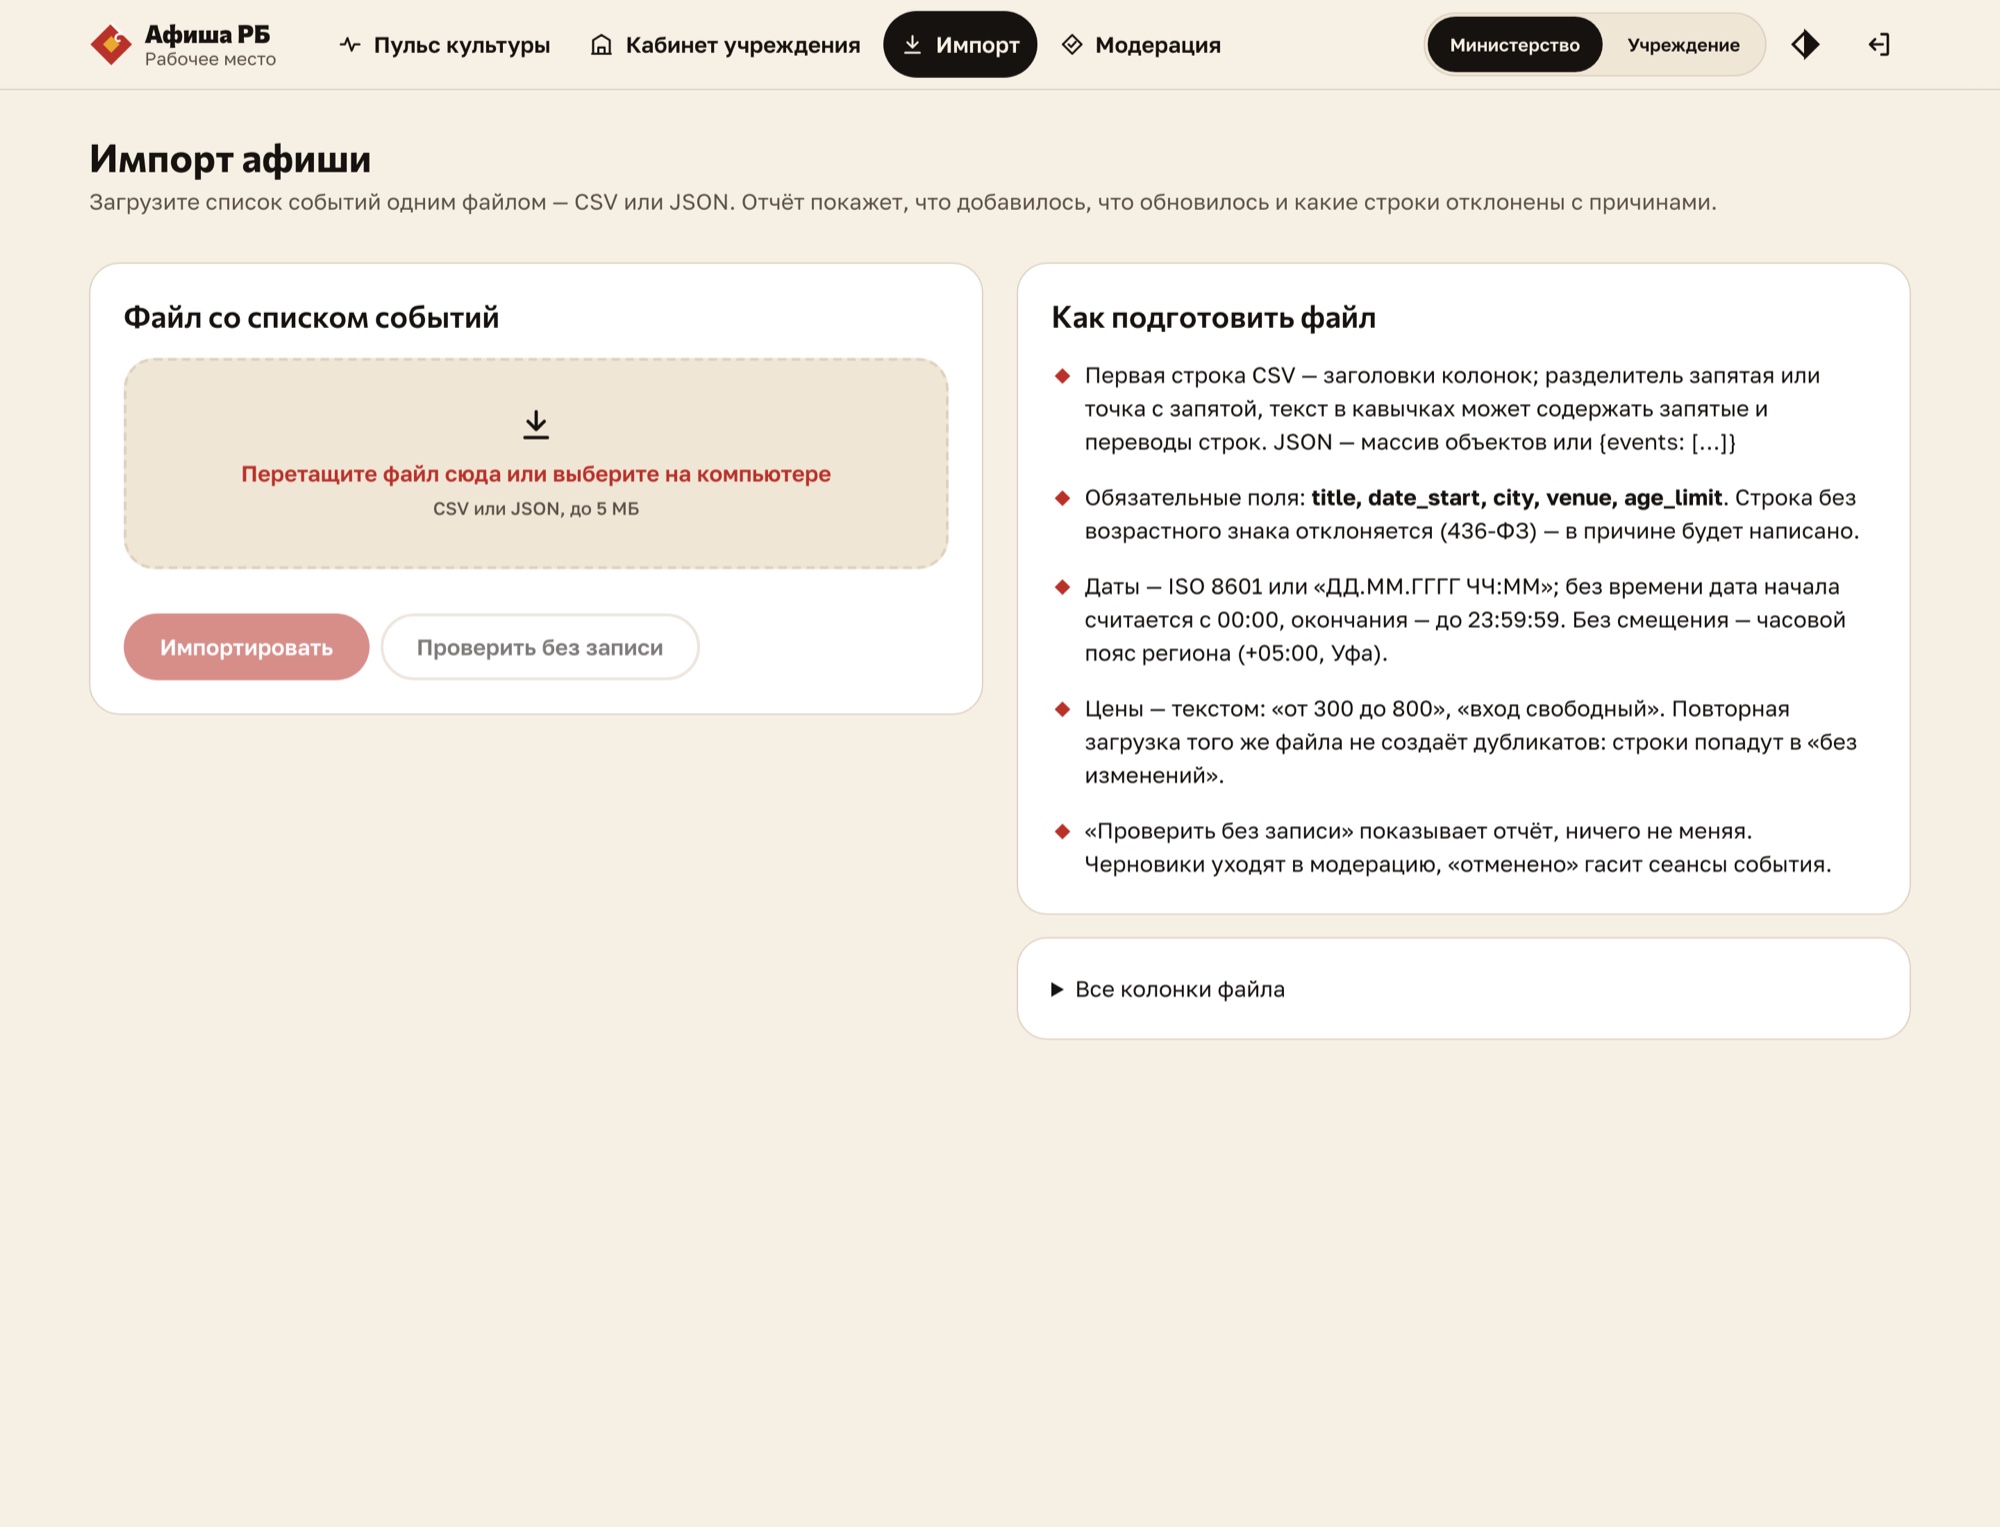 Афиша РБ
Рабочее место
Пульс культуры
Кабинет учреждения
Импорт
Модерация
Министерство
Учреждение
Импорт афиши
Загрузите список событий одним файлом — CSV или JSON. Отчёт покажет, что добавилось, что обновилось и какие строки отклонены с причинами.
Файл со списком событий
Перетащите файл сюда или выберите на компьютере
CSV или JSON, до 5 МБ
Импортировать
Проверить без записи
Как подготовить файл
Первая строка CSV — заголовки колонок; разделитель запятая или
точка с запятой, текст в кавычках может содержать запятые и
переводы строк. JSON — массив объектов или {events: [...]}
Обязательные поля: title, date_start, city, venue, age_limit. Строка без
возрастного знака отклоняется (436-ФЗ) — в причине будет написано.
Даты — ISO 8601 или «ДД.ММ.ГГГГ ЧЧ:ММ»; без времени дата начала
считается с 00:00, окончания — до 23:59:59. Без смещения — часовой
пояс региона (+05:00, Уфа).
Цены — текстом: «от 300 до 800», «вход свободный». Повторная
загрузка того же файла не создаёт дубликатов: строки попадут в «без
изменений».
«Проверить без записи» показывает отчёт, ничего не меняя.
Черновики уходят в модерацию, «отменено» гасит сеансы события.
Все колонки файла